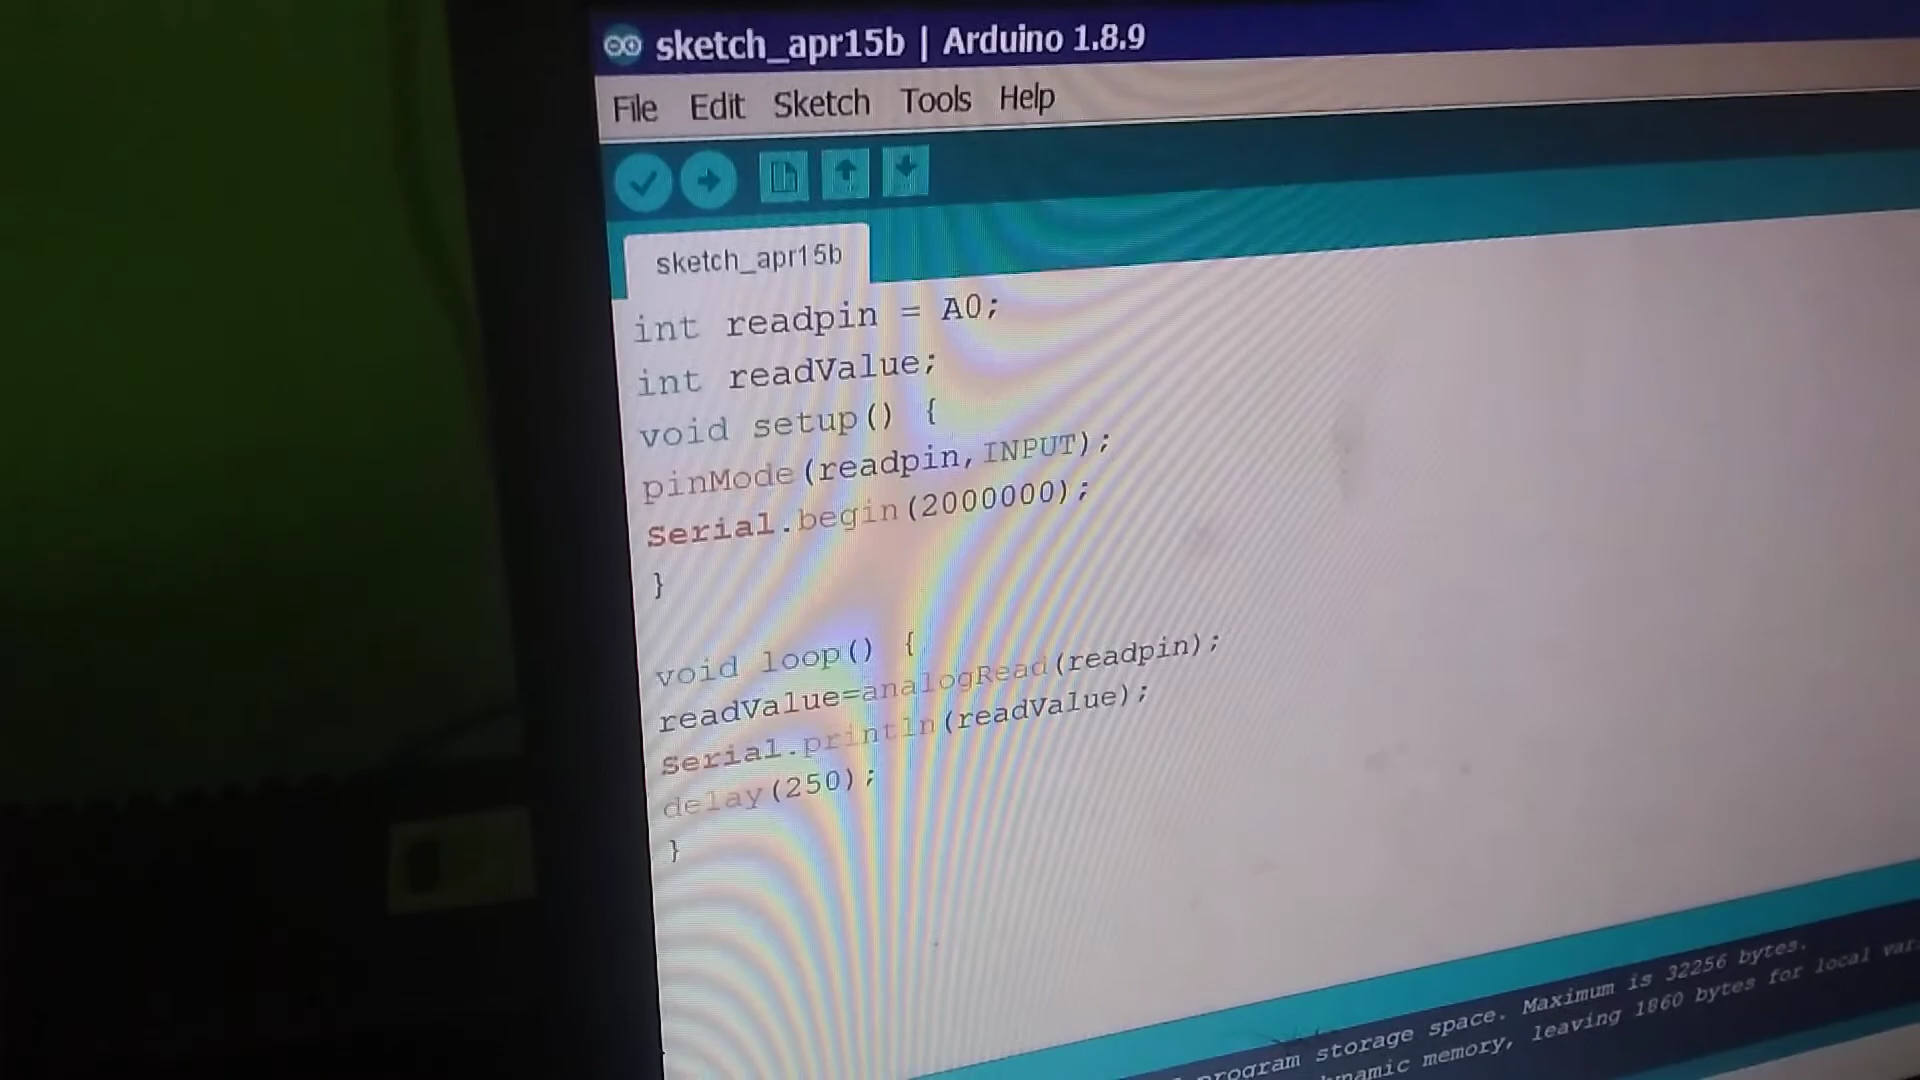 sketch_apr15b | Arduino 1.8.9
File Edit Sketch Tools Help
sketch_apr15b
int readpin = A0;
int readValue;
void setup() {
pinMode(readpin,INPUT);
Serial.begin(2000000);
}
void loop() {
readValue=analogRead(readpin);
Serial.println(readValue);
delay(250);
}
program storage space. Maximum is 32256 bytes.
memory, leaving 1860 bytes for local